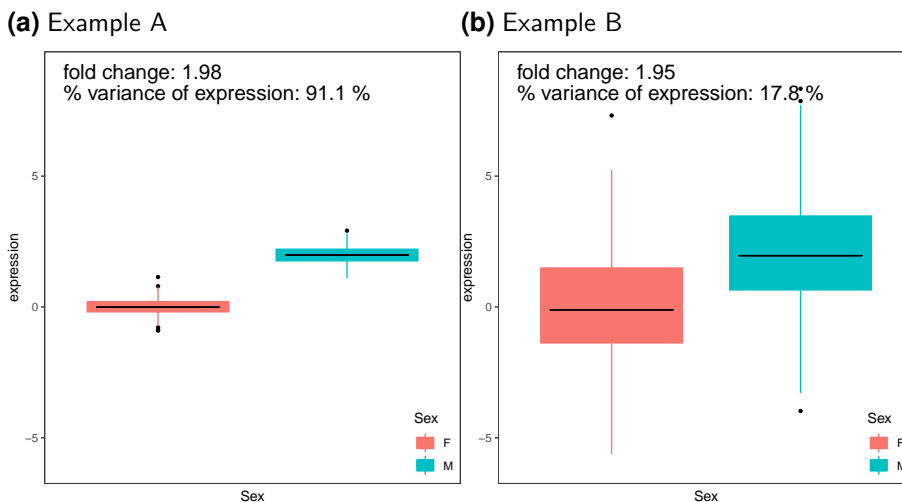 (a) Example A
fold change: 1.98
% variance of expression: 91.1 %
5
0
−5
expression
Sex
F
M
Sex
(b) Example B
fold change: 1.95
% variance of expression: 17.8 %
5
0
−5
expression
Sex
F
M
Sex